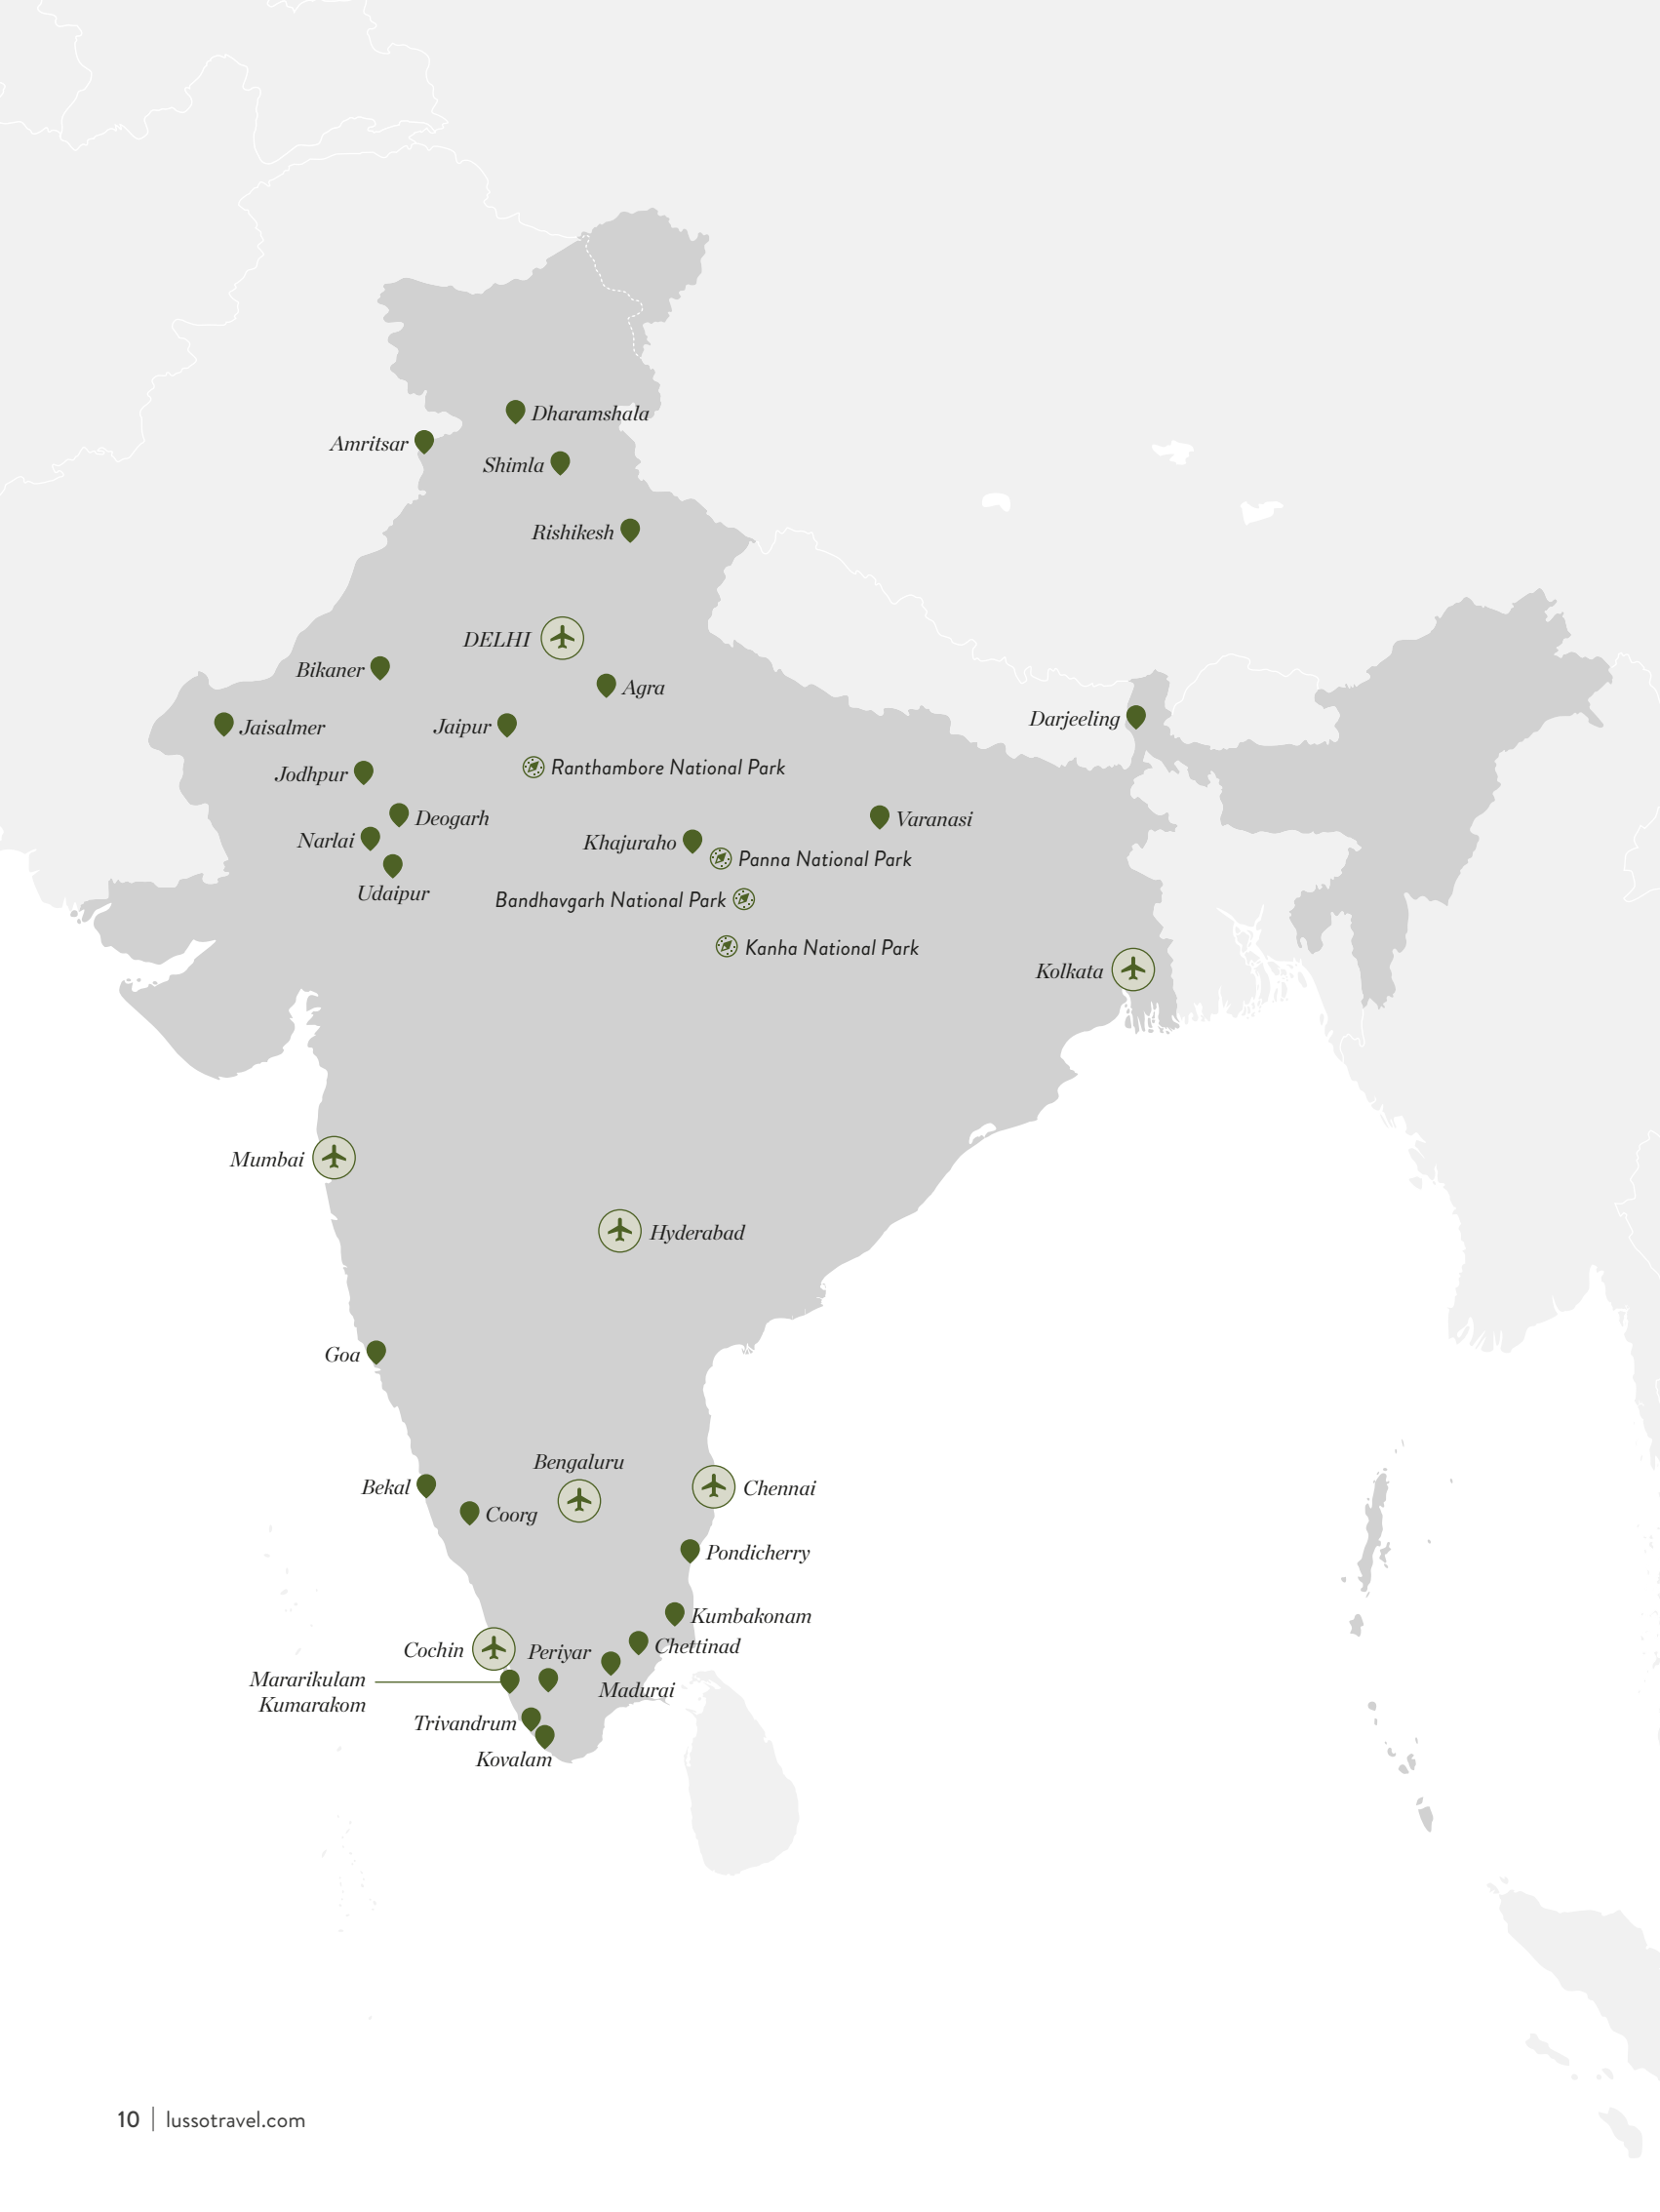 Dharamshala
Amritsar
Shimla
Rishikesh
DELHI
Bikaner
Agra
Jaisalmer
Jaipur
Darjeeling
Ranthambore National Park
Jodhpur
Deogarh
Varanasi
Narlai
Khajuraho
Panna National Park
Udaipur
Bandhavgarh National Park
Kanha National Park
Kolkata
Mumbai
Hyderabad
Goa
Bengaluru
Bekal
Chennai
Coorg
Pondicherry
Kumbakonam
Chettinad
Cochin
Periyar
Mararikulam
Kumarakom
Madurai
Trivandrum
Kovalam
10 | lussotravel.com